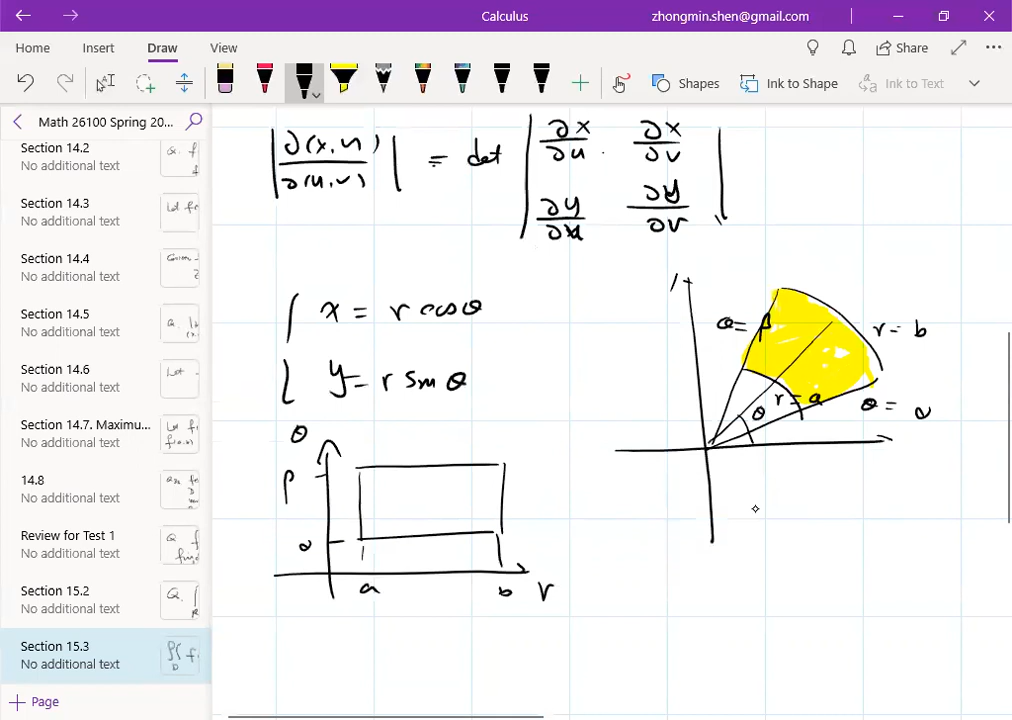 Calculus
zhongmin.shen@gmail.com
Home Insert Draw View
Share
Shapes
Ink to Shape
Ink to Text
Math 26100 Spring 20...
Section 14.2
No additional text
Section 14.3
No additional text
Section 14.4
No additional text
Section 14.5
No additional text
Section 14.6
No additional text
Section 14.7. Maximu...
No additional text
14.8
No additional text
Review for Test 1
No additional text
Section 15.2
No additional text
Section 15.3
No additional text
Page
|∂(x,y)/∂(u,v)| = det |∂x/∂u ∂x/∂v
∂y/∂u ∂y/∂v|
x = r cosθ
y = r sinθ
θ
β
α
a b r
y
θ = β
r = b
r = a
θ
θ = α